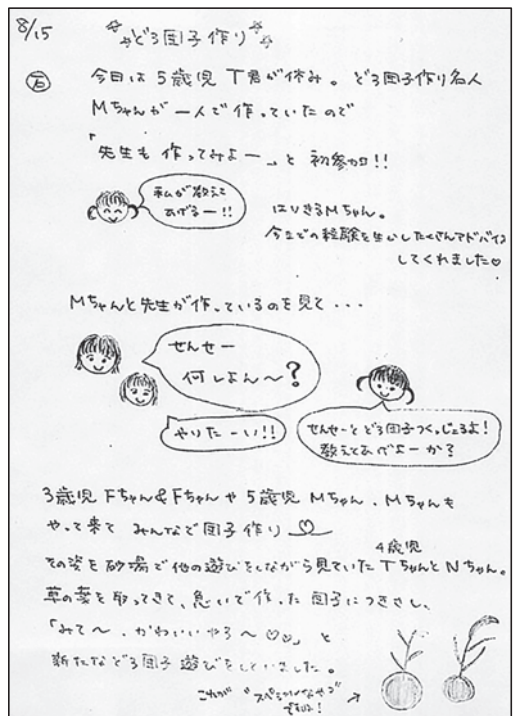 8/15
☆☆どろ団子作り☆☆
今日は 5歳児 T君が休み。どろ団子作り名人
Mちゃんが 一人で 作っていたので
「先生も 作ってみよー」と 初参加!!
私が教えて
あげるー!!
はりきるMちゃん。
今までの経験を生かしたくさんアドバイス
してくれました♡
Mちゃんと先生が作っているのを見て・・・
せんせー
何しよん〜?
やりたーい!!
せんせーと どろ団子つくっじょるよ!
教えてあげよーか?
3歳児 Fちゃん&Fちゃんや 5歳児 Mちゃん、Mちゃんも
やって来て みんなで 団子作り
その姿を砂場で他の遊びをしながら見ていた 4歳児 TちゃんとNちゃん。
草の葉を取ってきて、急いで作った 団子につきさし、
「みて〜、かわいいやろ〜♡♡」と
新たなどろ団子 遊びをしていました。
これが "スペシャルなやつ"
ですよ!